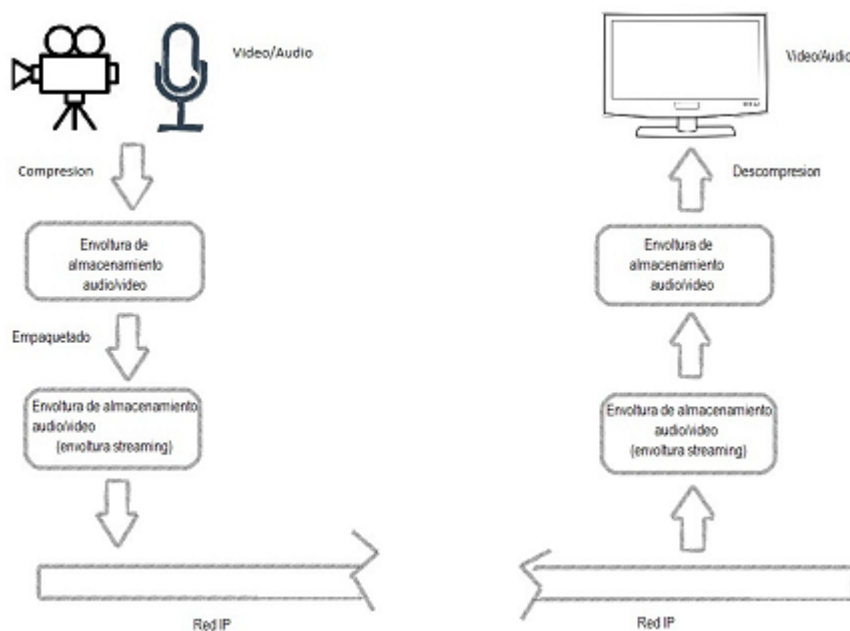 Video/Audio
Compresion
Envoltura de
almacenamiento
audio/video
Empaquetado
Envoltura de almacenamiento
audio/video
(envoltura streaming)
Red IP
Video/Audio
Descompresion
Envoltura de
almacenamiento
audio/video
Envoltura de almacenamiento
audio/video
(envoltura streaming)
Red IP